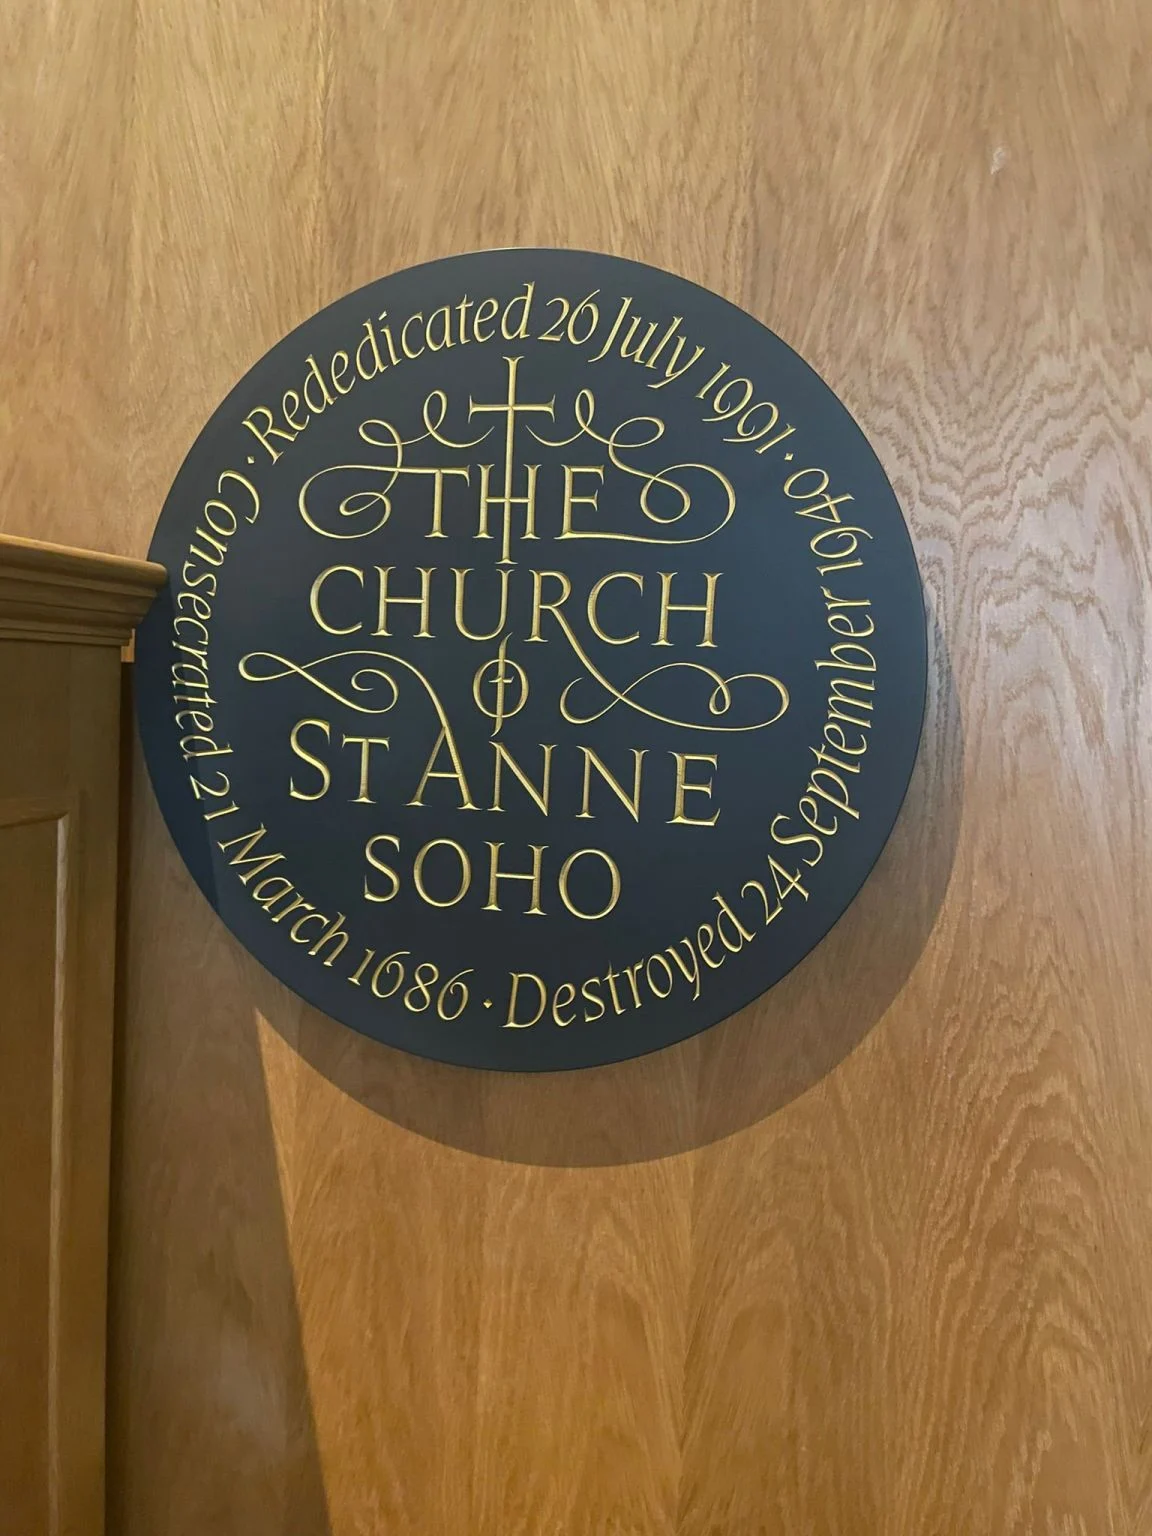 THE
CHURCH
of
ST ANNE
SOHO
Consecrated 21 March 1686 · Destroyed 24 September 1940 · Rededicated 26 July 1991 ·